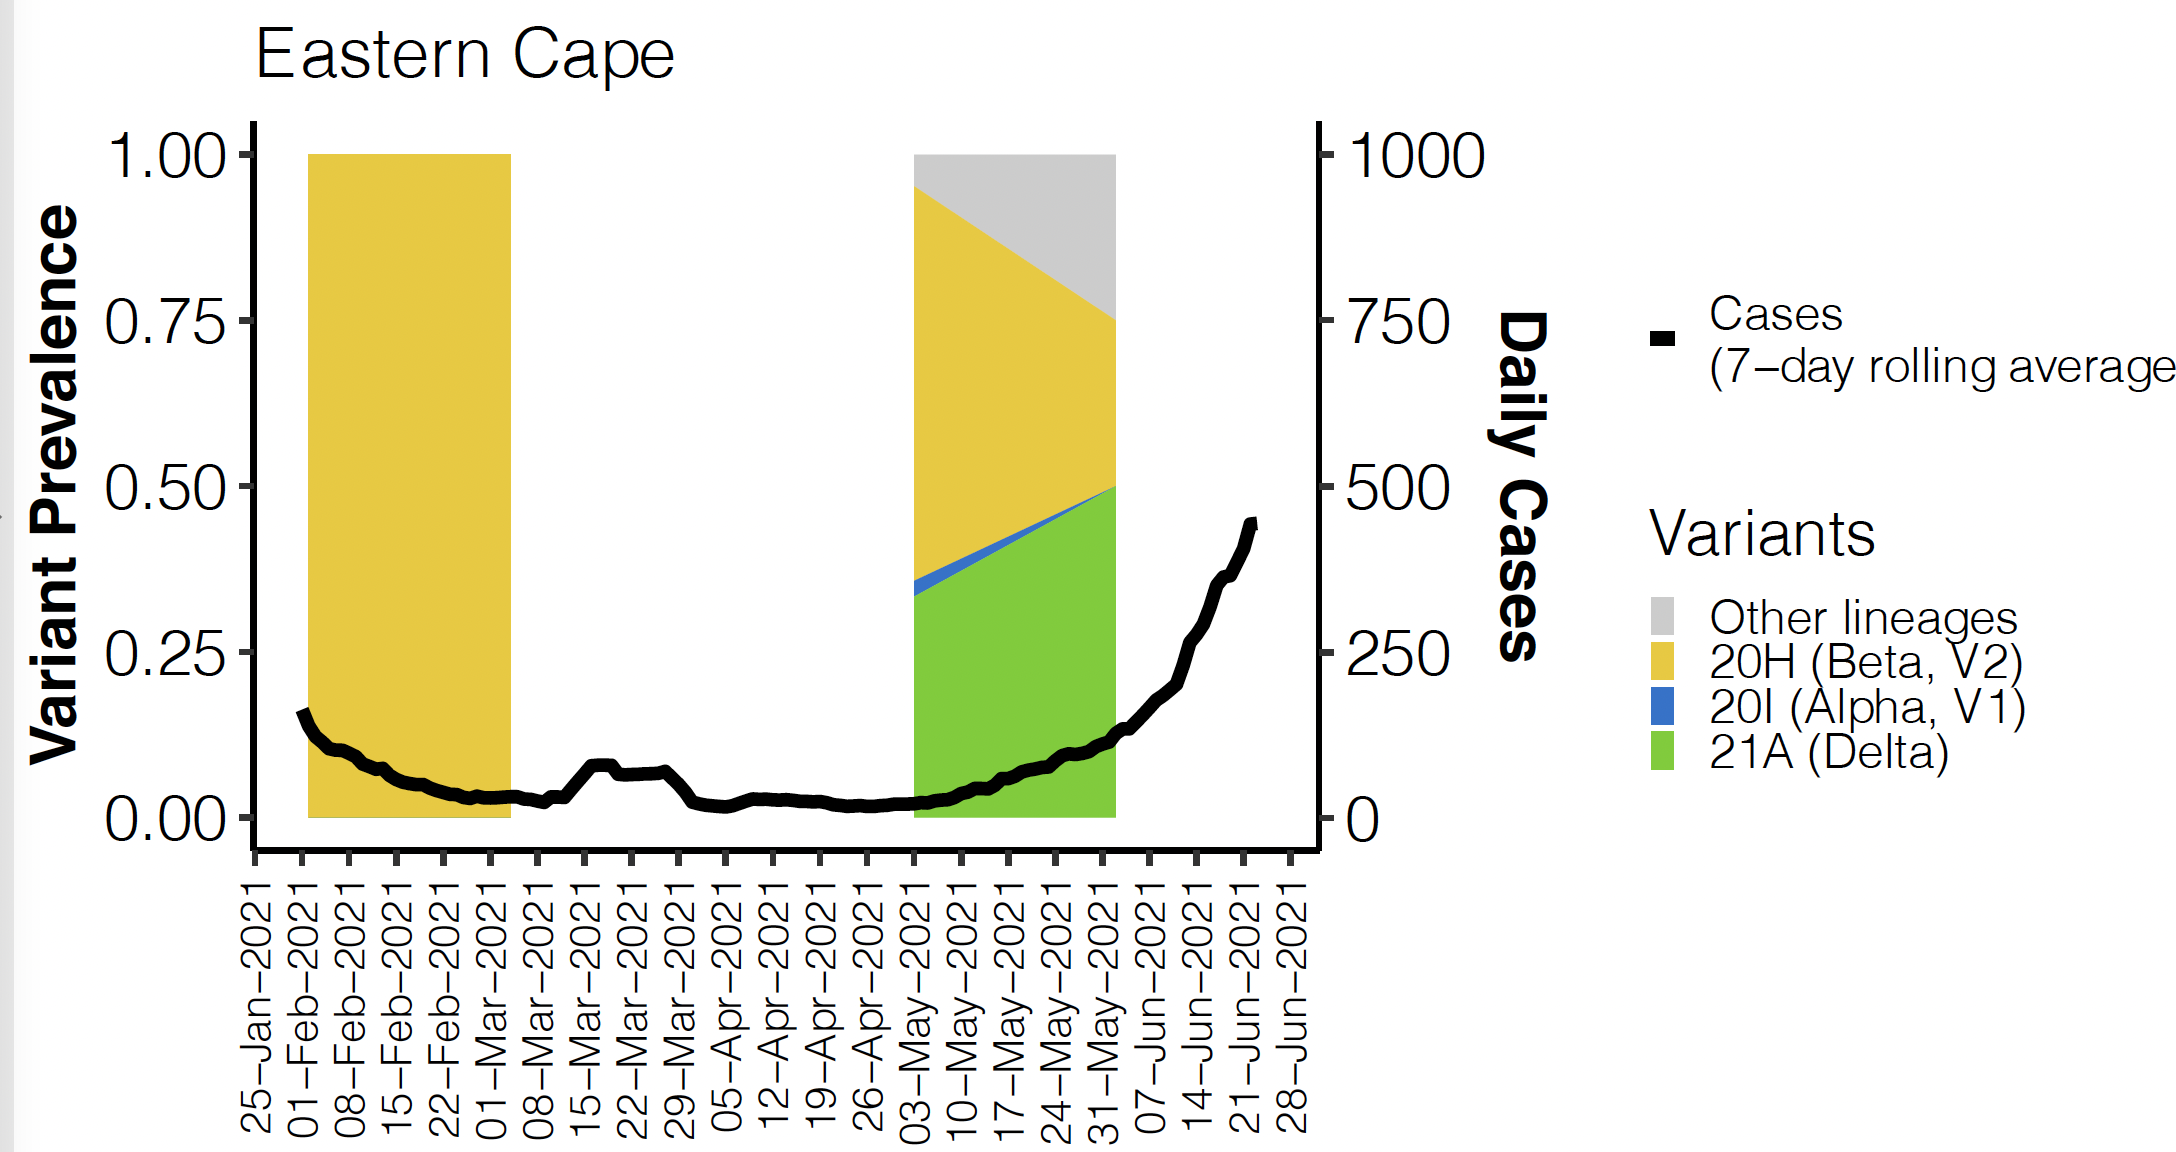 Eastern Cape
Variant Prevalence
1.00
0.75
0.50
0.25
0.00
1000
750
500
250
0
Daily Cases
25–Jan–2021
01–Feb–2021
08–Feb–2021
15–Feb–2021
22–Feb–2021
01–Mar–2021
08–Mar–2021
15–Mar–2021
22–Mar–2021
29–Mar–2021
05–Apr–2021
12–Apr–2021
19–Apr–2021
26–Apr–2021
03–May–2021
10–May–2021
17–May–2021
24–May–2021
31–May–2021
07–Jun–2021
14–Jun–2021
21–Jun–2021
28–Jun–2021
Cases
(7–day rolling average
Variants
Other lineages
20H (Beta, V2)
20I (Alpha, V1)
21A (Delta)